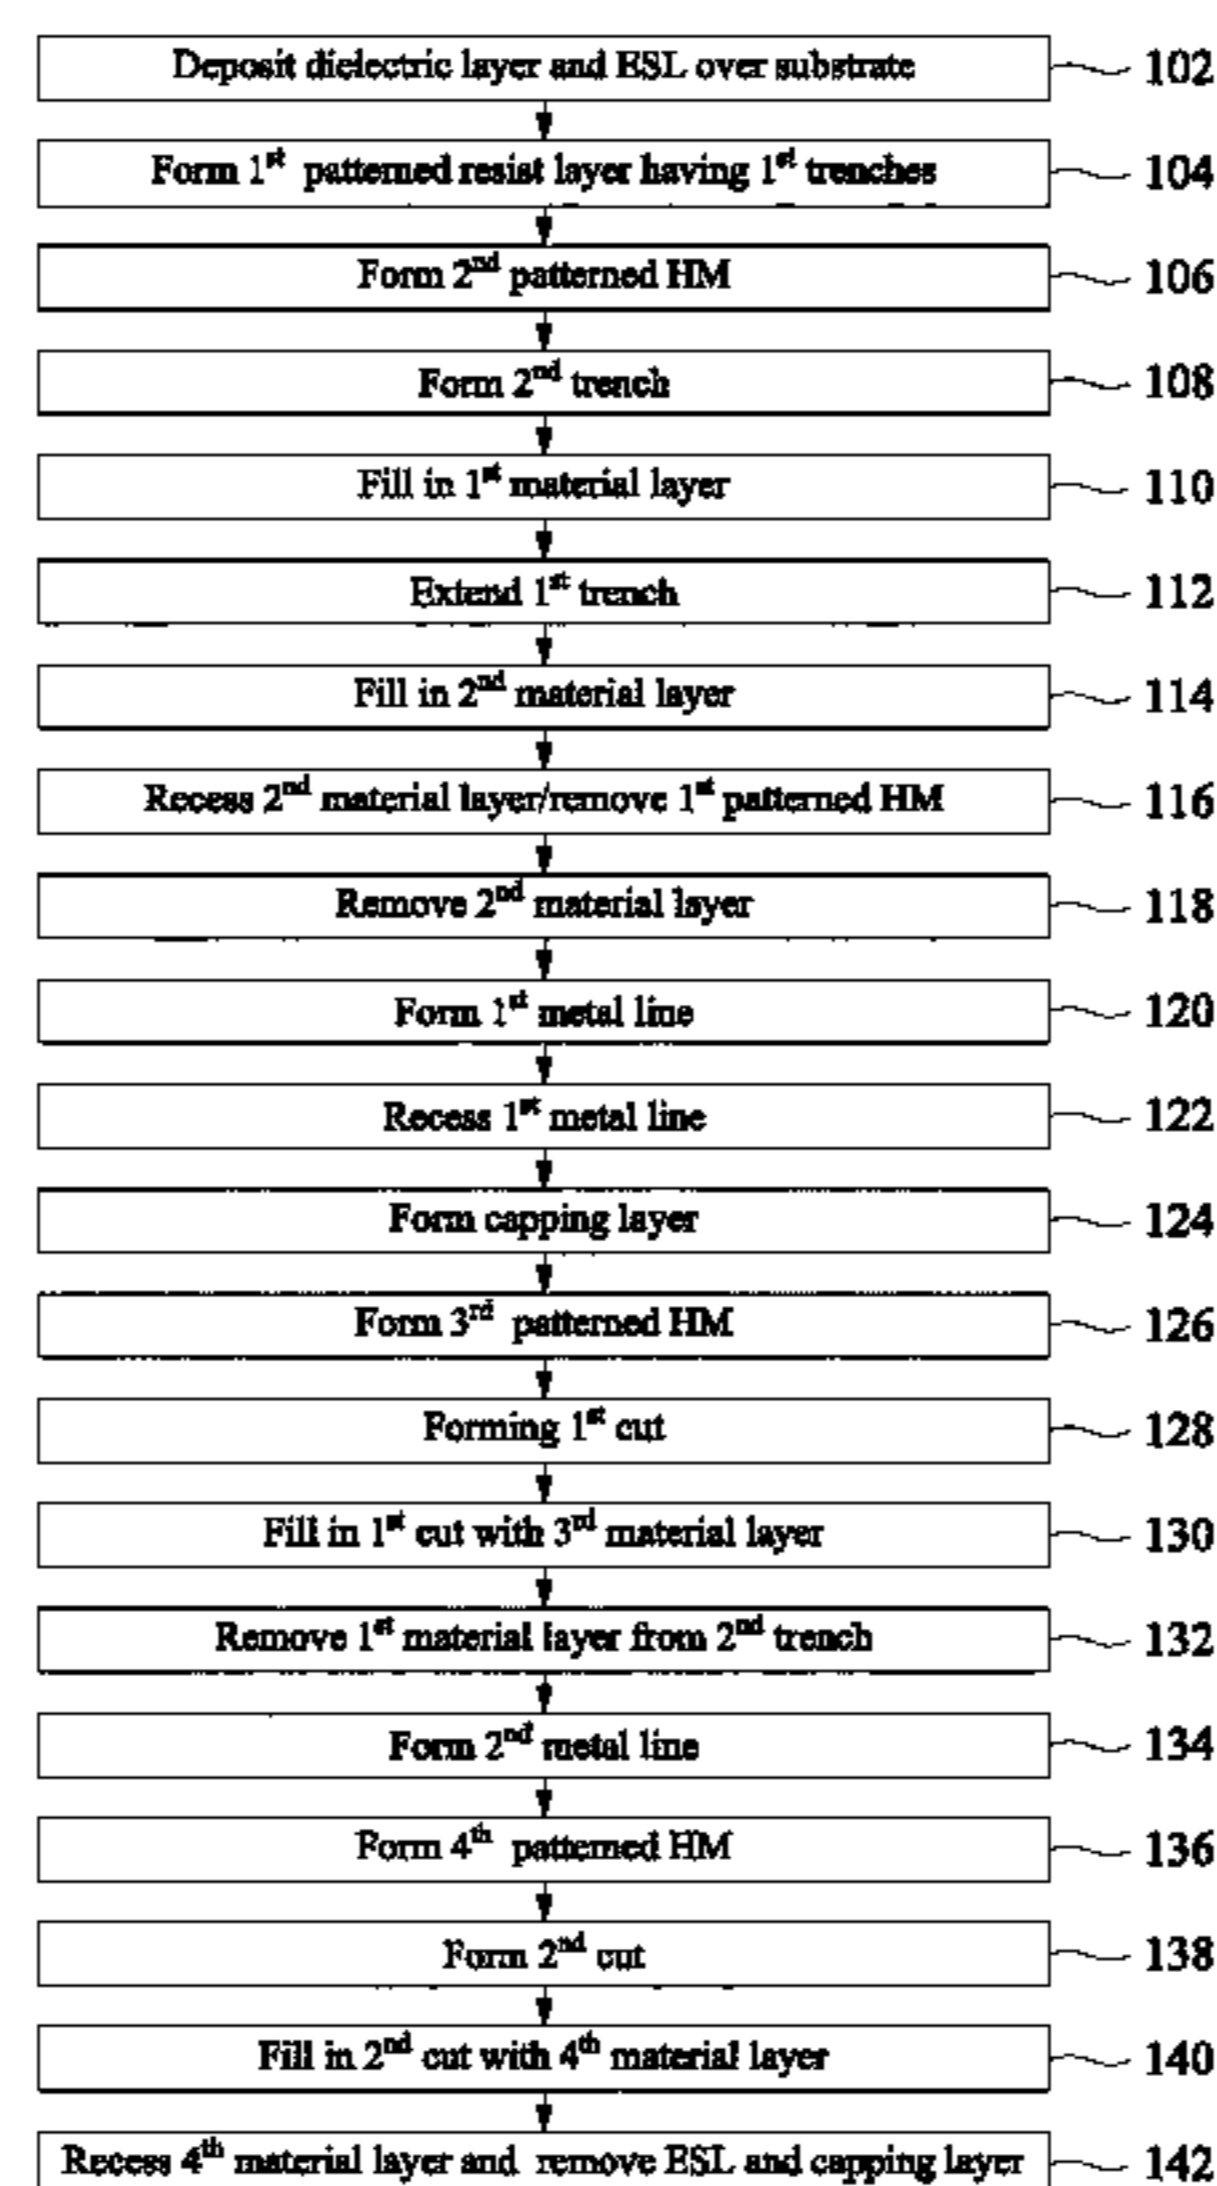 Deposit dielectric layer and ESL over substrate 102
Form 1st patterned resist layer having 1st trenches 104
Form 2nd patterned HM 106
Form 2nd trench 108
Fill in 1st material layer 110
Extend 1st trench 112
Fill in 2nd material layer 114
Recess 2nd material layer/remove 1st patterned HM 116
Remove 2nd material layer 118
Form 1st metal line 120
Recess 1st metal line 122
Form capping layer 124
Form 3rd patterned HM 126
Forming 1st cut 128
Fill in 1st cut with 3rd material layer 130
Remove 1st material layer from 2nd trench 132
Form 2nd metal line 134
Form 4th patterned HM 136
Form 2nd cut 138
Fill in 2nd cut with 4th material layer 140
Recess 4th material layer and remove ESL and capping layer 142